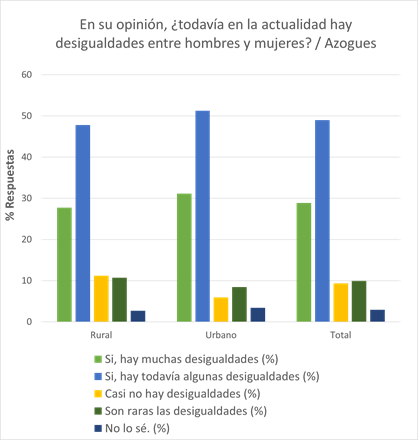 En su opinión, ¿todavía en la actualidad hay
desigualdades entre hombres y mujeres? / Azogues
% Respuestas
60
50
40
30
20
10
0
Rural
Urbano
Total
Si, hay muchas desigualdades (%)
Si, hay todavía algunas desigualdades (%)
Casi no hay desigualdades (%)
Son raras las desigualdades (%)
No lo sé. (%)